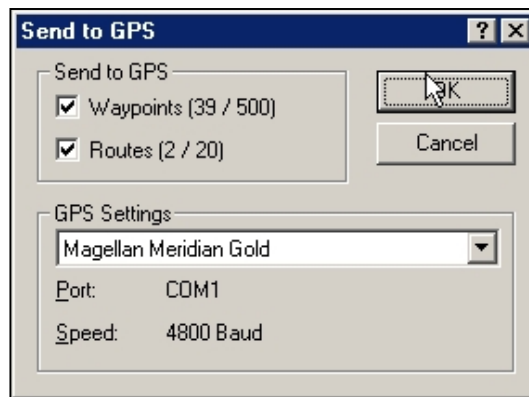 Send to GPS
Send to GPS
Waypoints (39 / 500)
Routes (2 / 20)
OK
Cancel
GPS Settings
Magellan Meridian Gold
Port: COM1
Speed: 4800 Baud